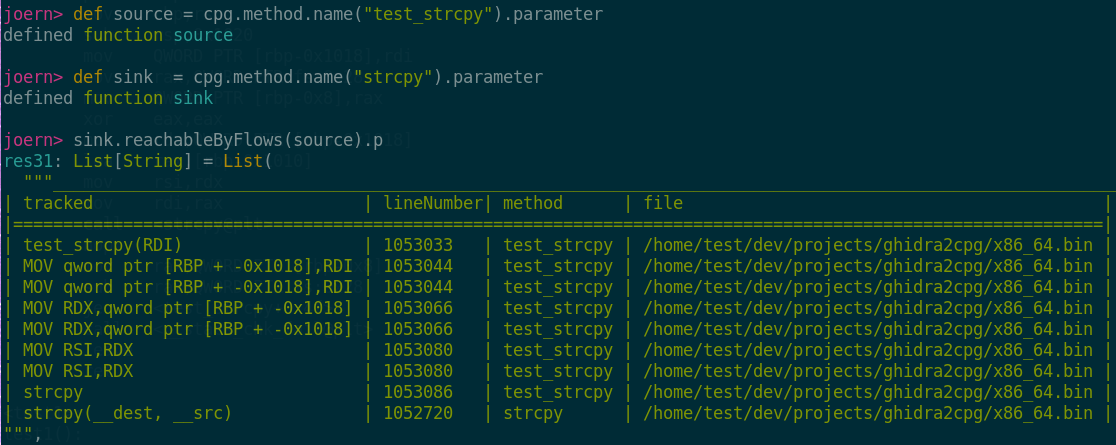 joern> def source = cpg.method.name("test_strcpy").parameter
defined function source
joern> def sink  = cpg.method.name("strcpy").parameter
defined function sink
joern> sink.reachableByFlows(source).p
res31: List[String] = List(
"""______________________________________________________________________________________________________________
| tracked                           | lineNumber| method      | file                                          |
|=============================================================================================================|
| test_strcpy(RDI)                  | 1053033   | test_strcpy | /home/test/dev/projects/ghidra2cpg/x86_64.bin |
| MOV qword ptr [RBP + -0x1018],RDI | 1053044   | test_strcpy | /home/test/dev/projects/ghidra2cpg/x86_64.bin |
| MOV qword ptr [RBP + -0x1018],RDI | 1053044   | test_strcpy | /home/test/dev/projects/ghidra2cpg/x86_64.bin |
| MOV RDX,qword ptr [RBP + -0x1018] | 1053066   | test_strcpy | /home/test/dev/projects/ghidra2cpg/x86_64.bin |
| MOV RDX,qword ptr [RBP + -0x1018] | 1053066   | test_strcpy | /home/test/dev/projects/ghidra2cpg/x86_64.bin |
| MOV RSI,RDX                       | 1053080   | test_strcpy | /home/test/dev/projects/ghidra2cpg/x86_64.bin |
| MOV RSI,RDX                       | 1053080   | test_strcpy | /home/test/dev/projects/ghidra2cpg/x86_64.bin |
| strcpy                            | 1053086   | test_strcpy | /home/test/dev/projects/ghidra2cpg/x86_64.bin |
| strcpy(__dest, __src)             | 1052720   | strcpy      | /home/test/dev/projects/ghidra2cpg/x86_64.bin |
""",